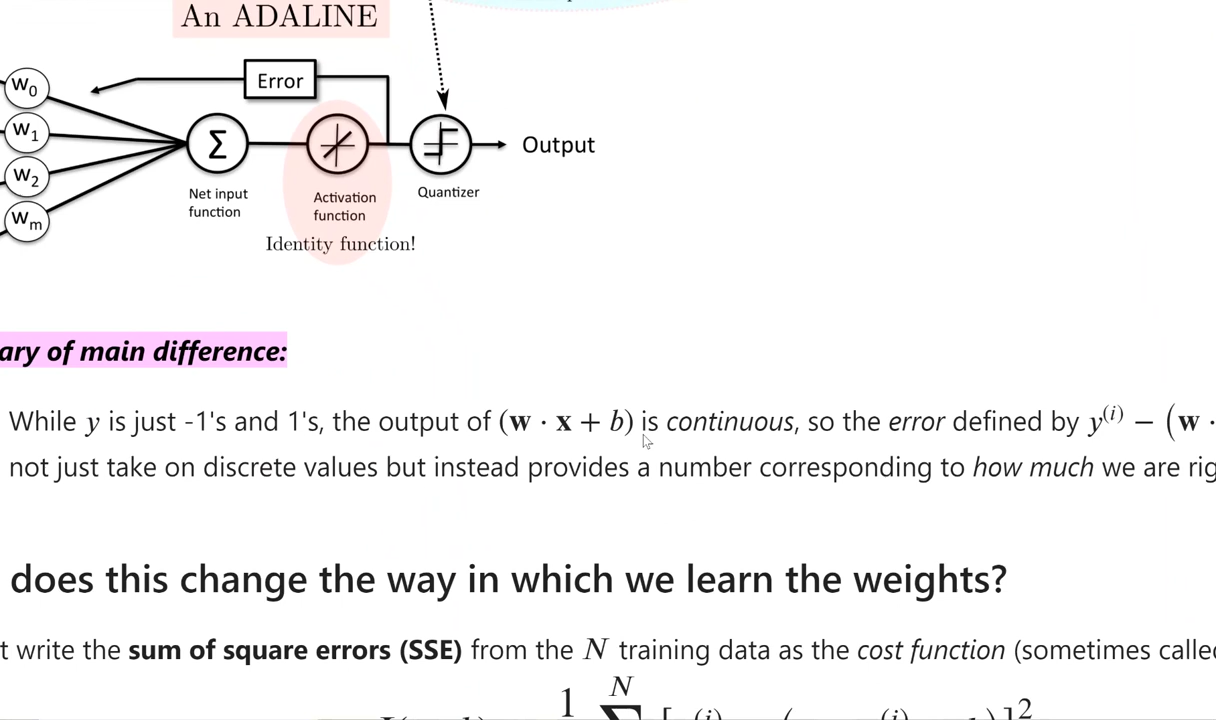 An ADALINE
Error
w0
w1
w2
wm
Σ
Output
Net input
function
Activation
function
Quantizer
Identity function!
ary of main difference:
While y is just -1's and 1's, the output of (w · x + b) is continuous, so the error defined by y⁽ⁱ⁾ − (w ·
not just take on discrete values but instead provides a number corresponding to how much we are rig
does this change the way in which we learn the weights?
t write the sum of square errors (SSE) from the N training data as the cost function (sometimes calle
1 N
2